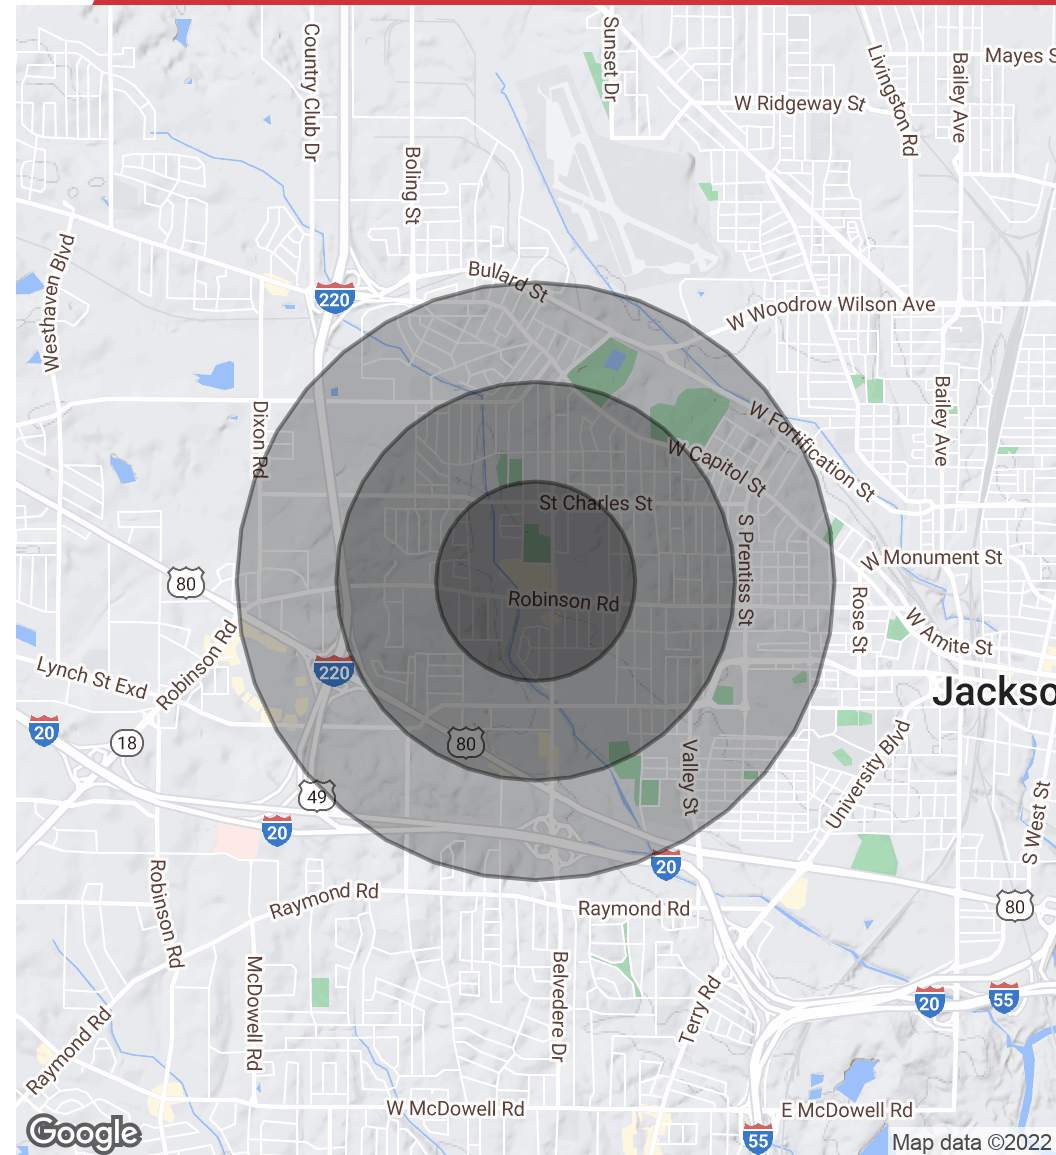 Sunset Dr
Country Club Dr
Livingston Rd
Bailey Ave
Mayes S
W Ridgeway St
Boling St
Westhaven Blvd
Bullard St
220
W Woodrow Wilson Ave
Dixon Rd
Bailey Ave
W Fortification St
W Capitol St
St Charles St
S Prentiss St
W Monument St
80
Robinson Rd
Rose St
W Amite St
Robinson Rd
Lynch St Exd
220
Jackso
20
18
80
Valley St
University Blvd
49
S West St
20
20
Robinson Rd
Raymond Rd
Raymond Rd
80
McDowell Rd
Belvedere Dr
Terry Rd
20
55
Raymond Rd
W McDowell Rd
E McDowell Rd
55
Google
Map data ©2022